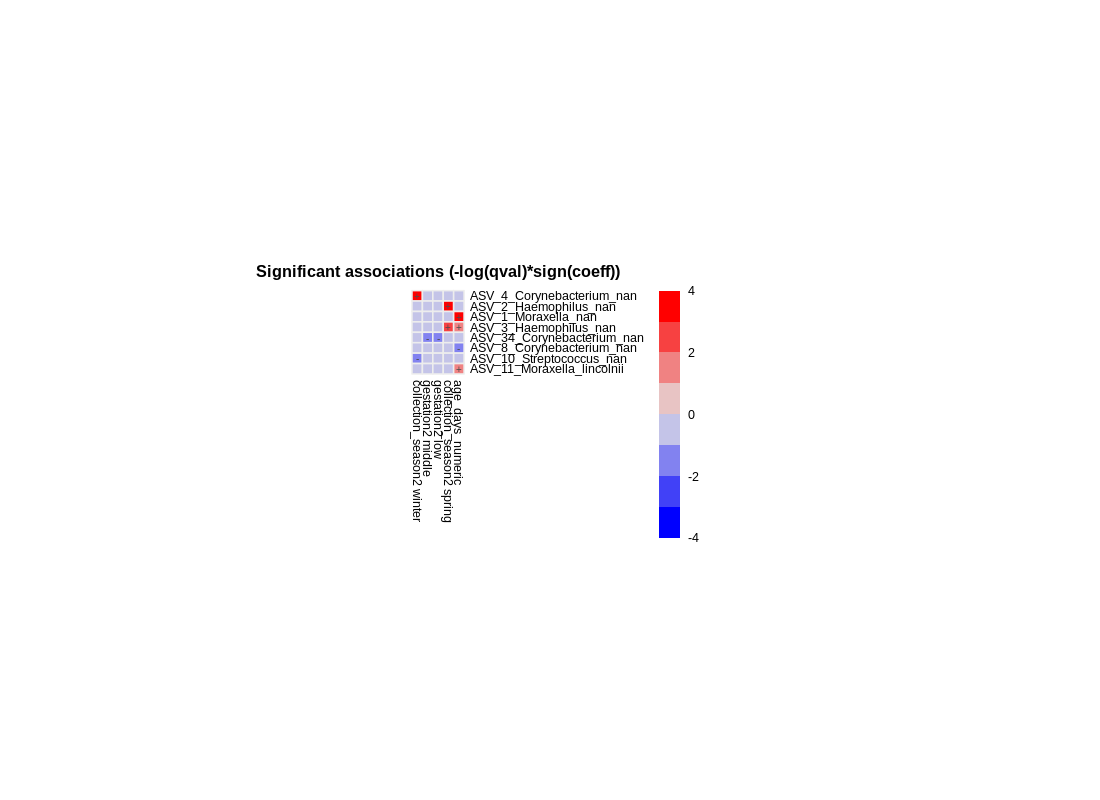 Significant associations (-log(qval)*sign(coeff))
ASV_4_Corynebacterium_nan
ASV_2_Haemophilus_nan
ASV_1_Moraxella_nan
ASV_3_Haemophilus_nan
ASV_34_Corynebacterium_nan
ASV_8_Corynebacterium_nan
ASV_10_Streptococcus_nan
ASV_11_Moraxella_lincolnii
collection_season2 winter
gestation2 middle
gestation2 low
collection_season2 spring
age_days_numeric
4
2
0
-2
-4